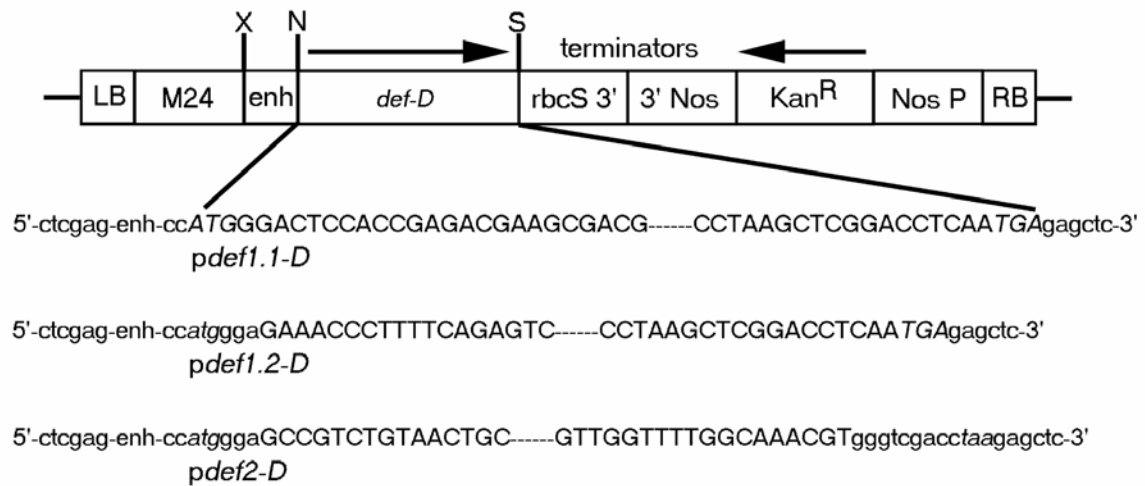 X N S terminators
LB M24 enh def-D rbcS 3' 3' Nos Kan^R Nos P RB
5'-ctcgag-enh-ccATGGGACTCCACCGAGACGAAGCGACG------CCTAAGCTCGGACCTCAATGAgagctc-3'
pdef1.1-D
5'-ctcgag-enh-ccatgggaGAAACCCTTTTCAGAGTC------CCTAAGCTCGGACCTCAATGAgagctc-3'
pdef1.2-D
5'-ctcgag-enh-ccatgggaGCCGTCTGTAACTGC------GTTGGTTTTGGCAAACGTgggtcgacctaagagctc-3'
pdef2-D